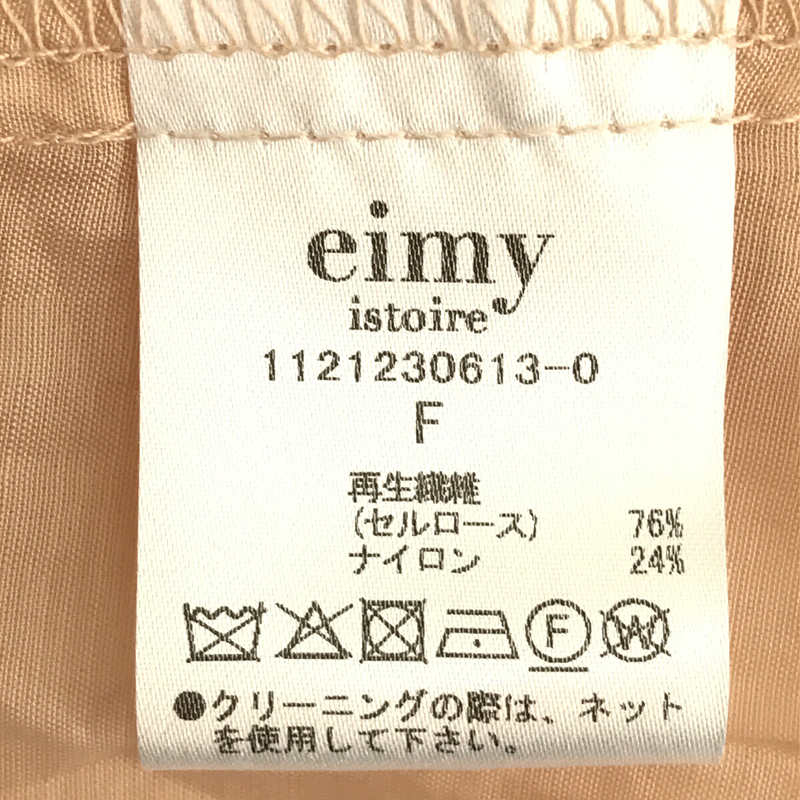 eimy
istoire
1121230613-0
F
再生繊維
(セルロース) 76%
ナイロン 24%
F W
●クリーニングの際は、ネット
を使用して下さい。